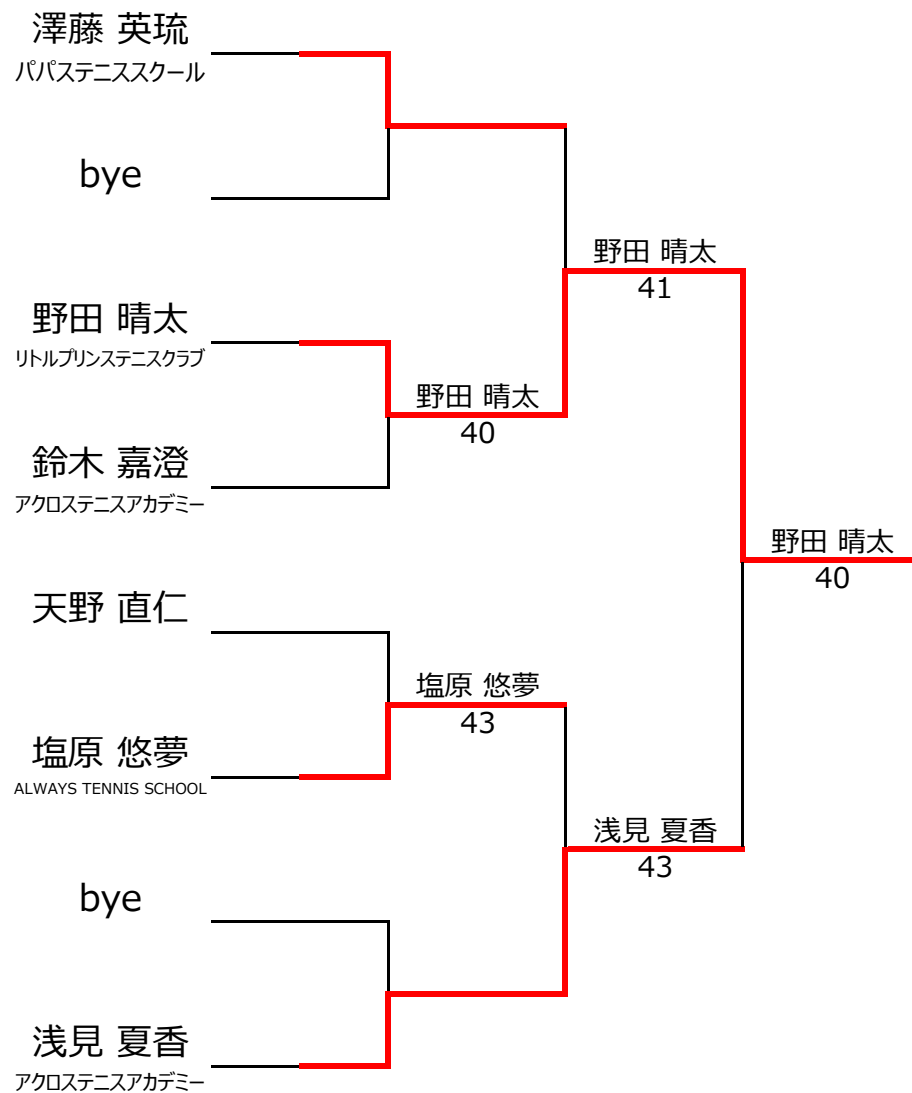 澤藤 英琉
パパステニススクール
bye
野田 晴太
41
野田 晴太
リトルプリンステニスクラブ
野田 晴太
40
鈴木 嘉澄
アクロステニスアカデミー
野田 晴太
40
天野 直仁
塩原 悠夢
43
塩原 悠夢
ALWAYS TENNIS SCHOOL
浅見 夏香
43
bye
浅見 夏香
アクロステニスアカデミー